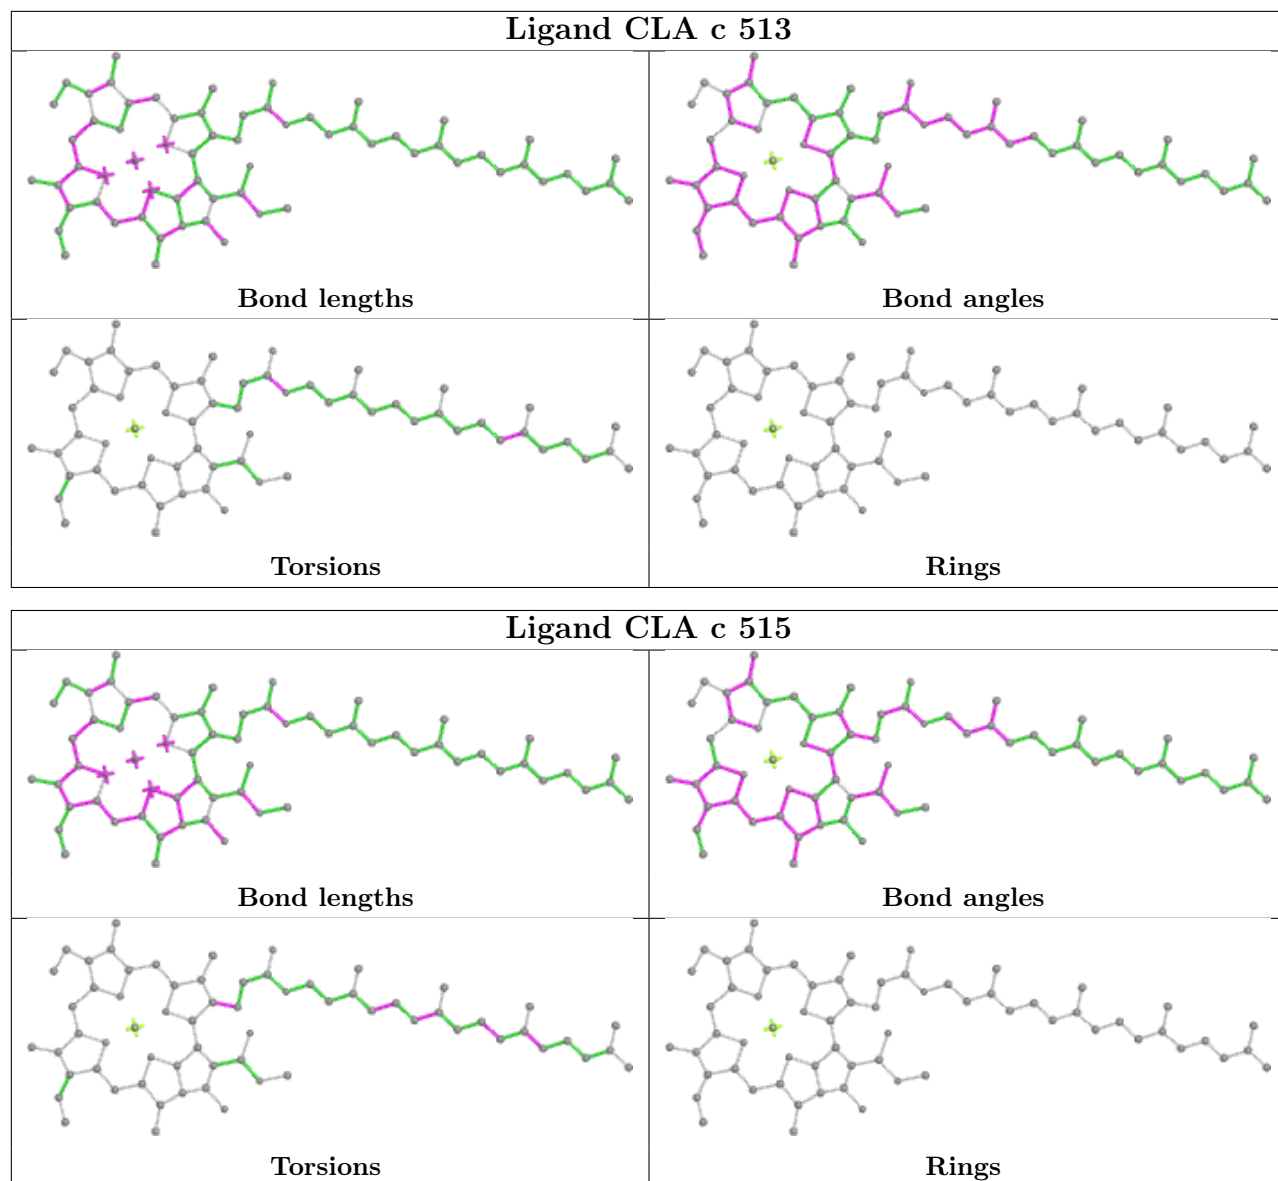 Ligand CLA c 513
Bond lengths
Bond angles
Torsions
Rings
Ligand CLA c 515
Bond lengths
Bond angles
Torsions
Rings